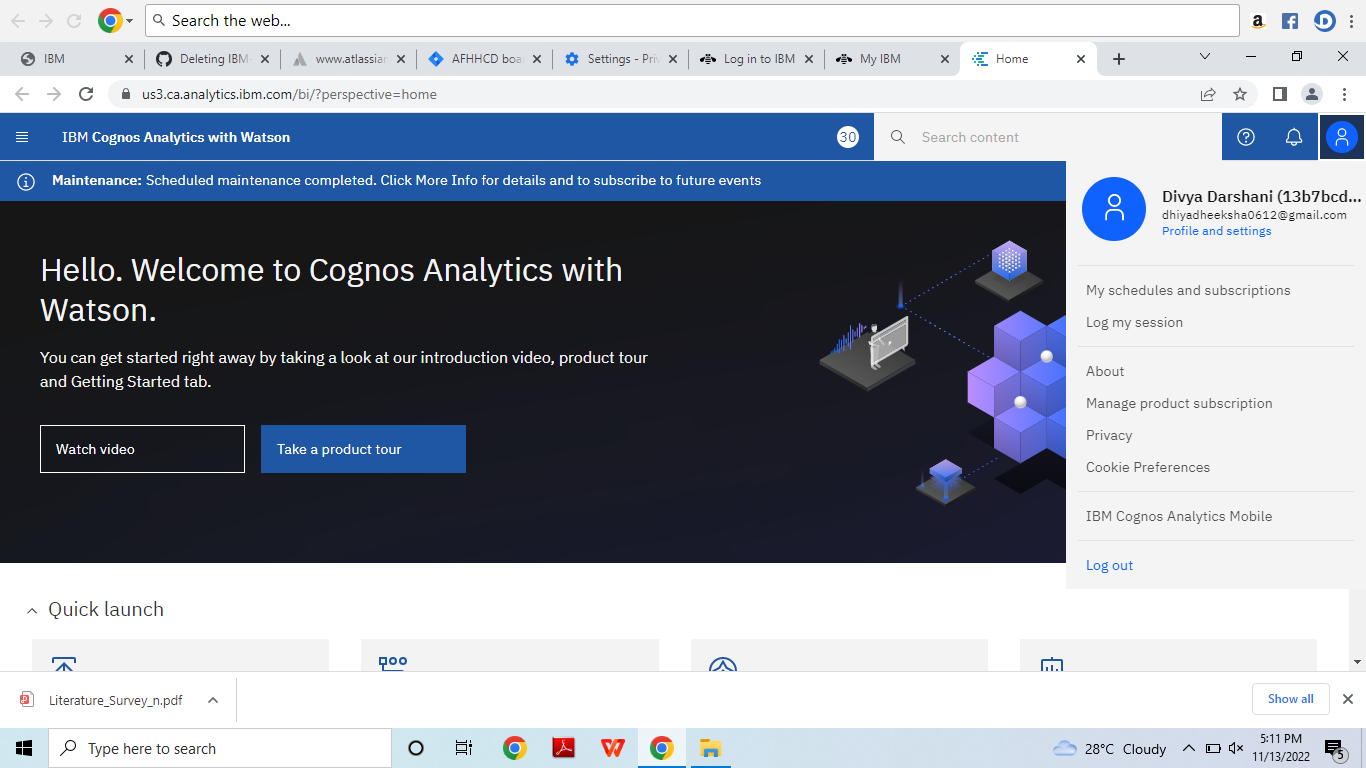 Search the web...
IBM
Deleting IBM
www.atlassian
AFHHCD boa
Settings - Priv
Log in to IBM
My IBM
Home
us3.ca.analytics.ibm.com/bi/?perspective=home
IBM Cognos Analytics with Watson
30
Search content
Maintenance: Scheduled maintenance completed. Click More Info for details and to subscribe to future events
Divya Darshani (13b7bcd...
dhiyadheeksha0612@gmail.com
Profile and settings
My schedules and subscriptions
Log my session
About
Manage product subscription
Privacy
Cookie Preferences
IBM Cognos Analytics Mobile
Log out
Hello. Welcome to Cognos Analytics with
Watson.
You can get started right away by taking a look at our introduction video, product tour
and Getting Started tab.
Watch video
Take a product tour
Quick launch
Literature_Survey_n.pdf
Show all
Type here to search
28°C Cloudy
5:11 PM
11/13/2022
5